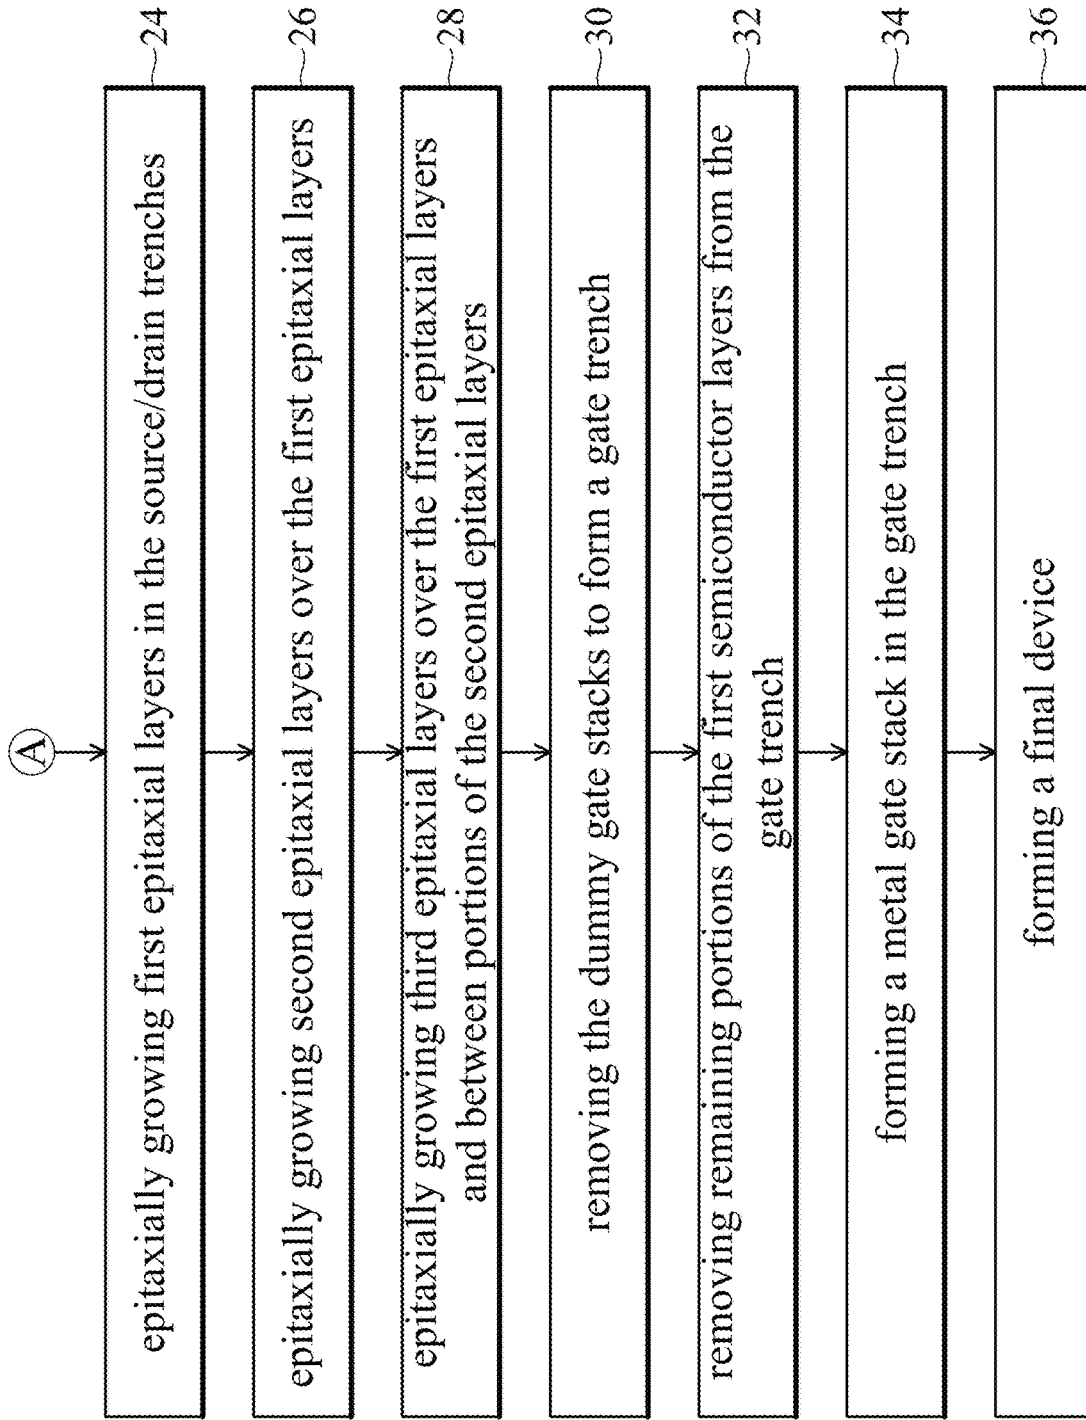 A
epitaxially growing first epitaxial layers in the source/drain trenches
24
epitaxially growing second epitaxial layers over the first epitaxial layers
26
epitaxially growing third epitaxial layers over the first epitaxial layers
and between portions of the second epitaxial layers
28
removing the dummy gate stacks to form a gate trench
30
removing remaining portions of the first semiconductor layers from the
gate trench
32
forming a metal gate stack in the gate trench
34
forming a final device
36